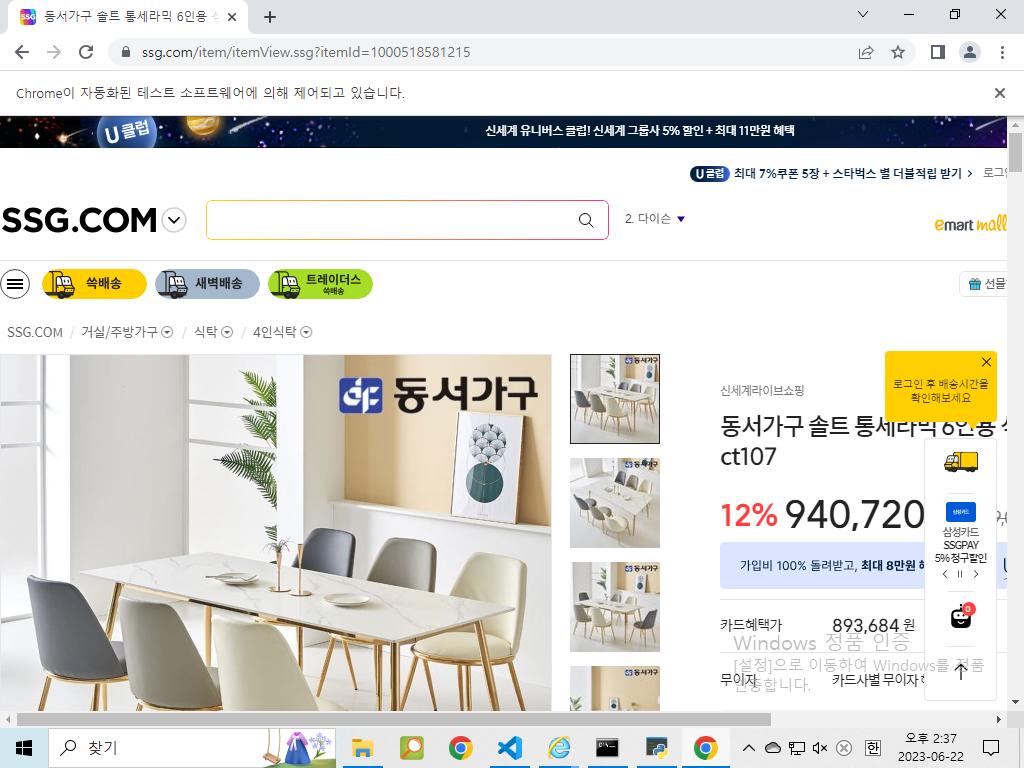 동서가구 솔트 통세라믹 6인용 식
ssg.com/item/itemView.ssg?itemId=1000518581215
Chrome이 자동화된 테스트 소프트웨어에 의해 제어되고 있습니다.
U클럽
신세계 유니버스 클럽! 신세계 그룹사 5% 할인 + 최대 11만원 혜택
U클럽 최대 7%쿠폰 5장 + 스타벅스 별 더블적립 받기 > 로그인
SSG.COM
2. 다이슨
emart mall
쓱배송
새벽배송
트레이더스
쓱배송
선물
SSG.COM / 거실/주방가구 / 식탁 / 4인식탁
동서가구
신세계라이브쇼핑
로그인 후 배송시간을
확인해보세요
동서가구 솔트 통세라믹 6인용 식
ct107
12% 940,720
삼성카드
삼성카드
SSGPAY
5% 청구할인
가입비 100% 돌려받고, 최대 8만원 혜
0
카드혜택가 893,684 원
무이자 카드사별 무이자 혜
Windows 정품 인증
[설정]으로 이동하여 Windows를 정품
인증합니다.
찾기
한
오후 2:37
2023-06-22